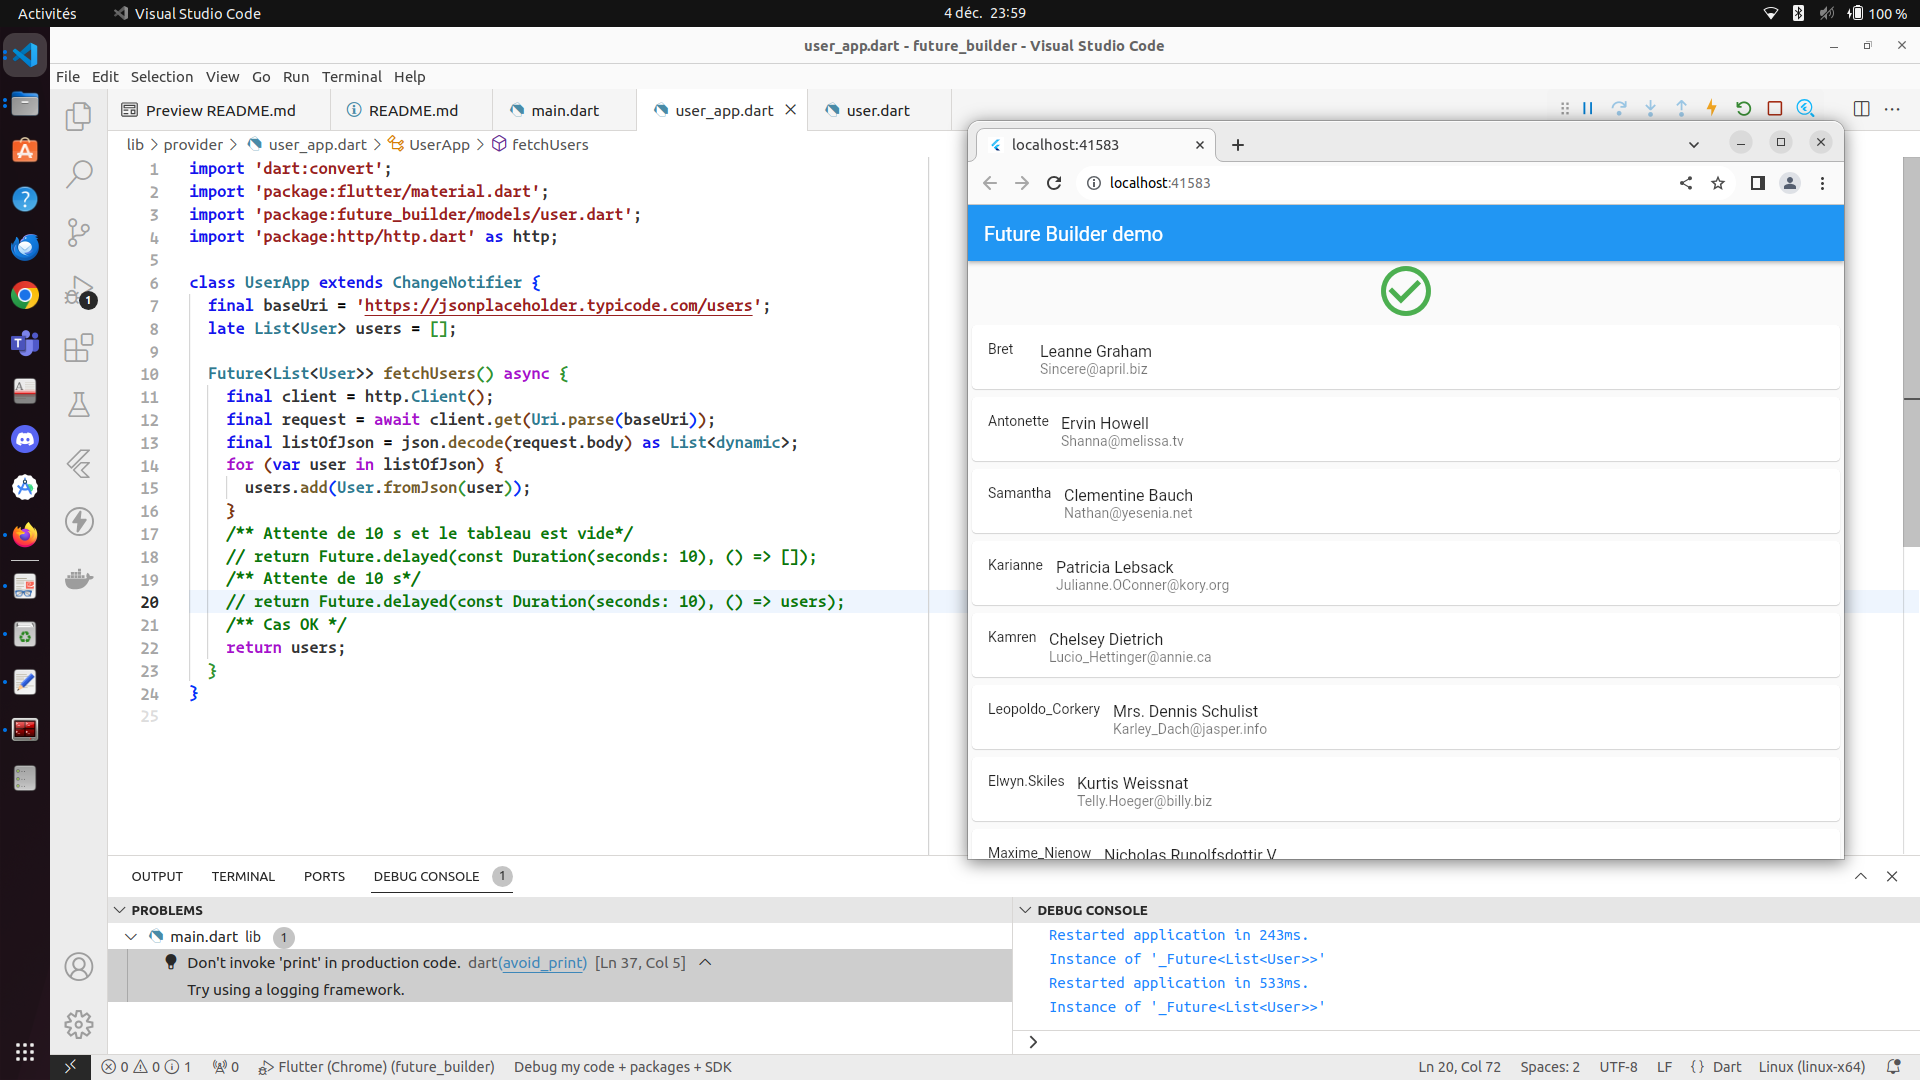 Activités
Visual Studio Code
4 déc. 23:59
100 %
user_app.dart - future_builder - Visual Studio Code
File Edit Selection View Go Run Terminal Help
Preview README.md
README.md
main.dart
user_app.dart
user.dart
lib > provider > user_app.dart > UserApp > fetchUsers
1 import 'dart:convert';
2 import 'package:flutter/material.dart';
3 import 'package:future_builder/models/user.dart';
4 import 'package:http/http.dart' as http;
5
6 class UserApp extends ChangeNotifier {
7 final baseUri = 'https://jsonplaceholder.typicode.com/users';
8 late List<User> users = [];
9
10 Future<List<User>> fetchUsers() async {
11 final client = http.Client();
12 final request = await client.get(Uri.parse(baseUri));
13 final listOfJson = json.decode(request.body) as List<dynamic>;
14 for (var user in listOfJson) {
15 users.add(User.fromJson(user));
16 }
17 /** Attente de 10 s et le tableau est vide*/
18 // return Future.delayed(const Duration(seconds: 10), () => []);
19 /** Attente de 10 s*/
20 // return Future.delayed(const Duration(seconds: 10), () => users);
21 /** Cas OK */
22 return users;
23 }
24 }
25
1
localhost:41583
localhost:41583
Future Builder demo
Bret
Leanne Graham
Sincere@april.biz
Antonette
Ervin Howell
Shanna@melissa.tv
Samantha
Clementine Bauch
Nathan@yesenia.net
Karianne
Patricia Lebsack
Julianne.OConner@kory.org
Kamren
Chelsey Dietrich
Lucio_Hettinger@annie.ca
Leopoldo_Corkery
Mrs. Dennis Schulist
Karley_Dach@jasper.info
Elwyn.Skiles
Kurtis Weissnat
Telly.Hoeger@billy.biz
Maxime_Nienow
Nicholas Runolfsdottir V
OUTPUT TERMINAL PORTS DEBUG CONSOLE 1
PROBLEMS
main.dart lib 1
Don't invoke 'print' in production code. dart(avoid_print) [Ln 37, Col 5]
Try using a logging framework.
DEBUG CONSOLE
Restarted application in 243ms.
Instance of '_Future<List<User>>'
Restarted application in 533ms.
Instance of '_Future<List<User>>'
>
0 0 1 0 Flutter (Chrome) (future_builder) Debug my code + packages + SDK
Ln 20, Col 72 Spaces: 2 UTF-8 LF {} Dart Linux (linux-x64)